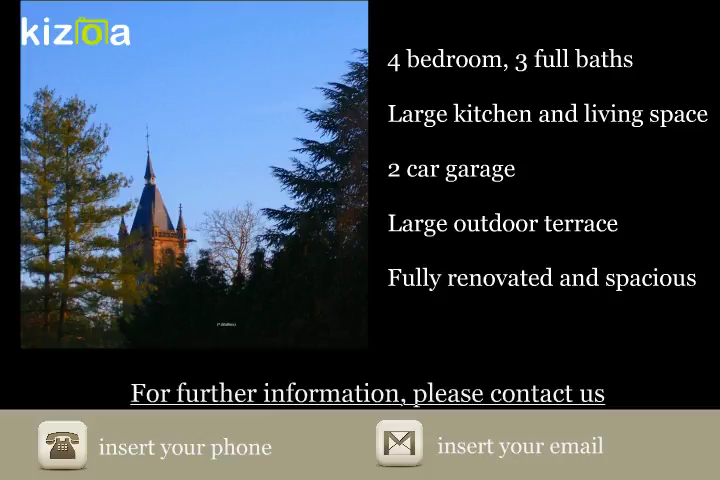 kizoa
4 bedroom, 3 full baths
Large kitchen and living space
2 car garage
Large outdoor terrace
Fully renovated and spacious
For further information, please contact us
insert your phone
insert your email